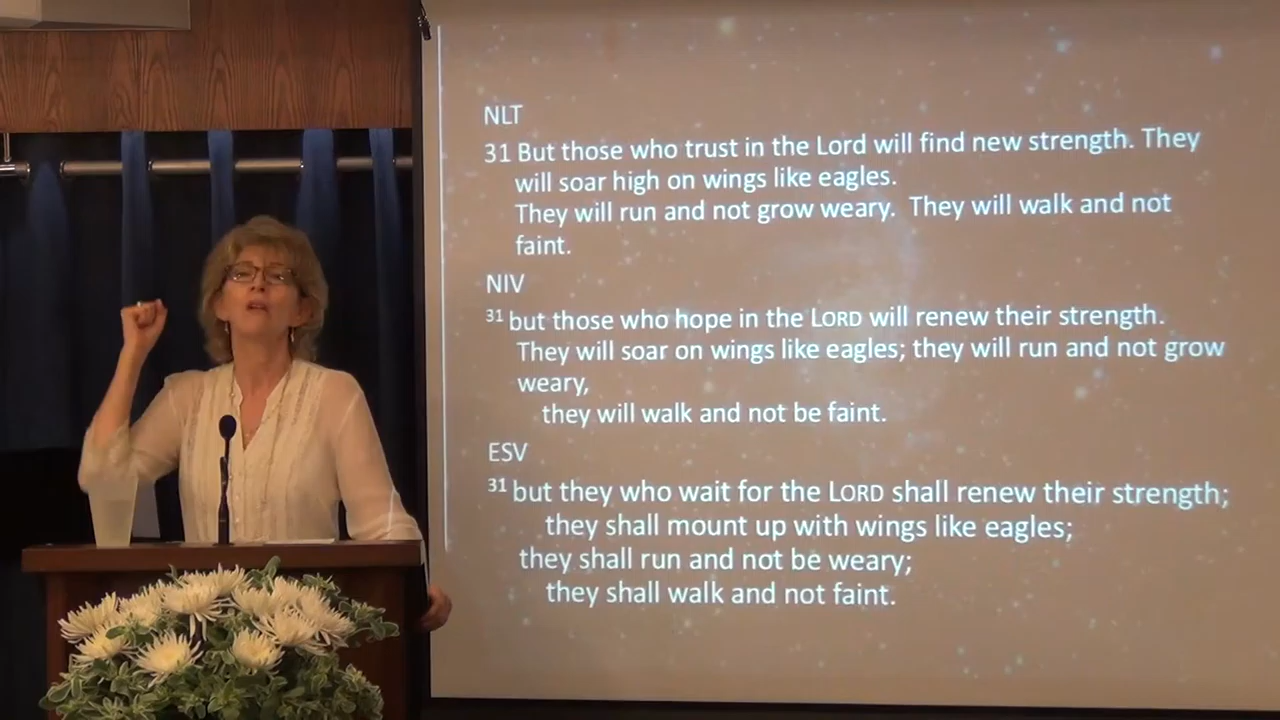 NLT
31 But those who trust in the Lord will find new strength. They
will soar high on wings like eagles.
They will run and not grow weary. They will walk and not
faint.
NIV
31 but those who hope in the LORD will renew their strength.
They will soar on wings like eagles; they will run and not grow
weary,
they will walk and not be faint.
ESV
31 but they who wait for the LORD shall renew their strength;
they shall mount up with wings like eagles;
they shall run and not be weary;
they shall walk and not faint.